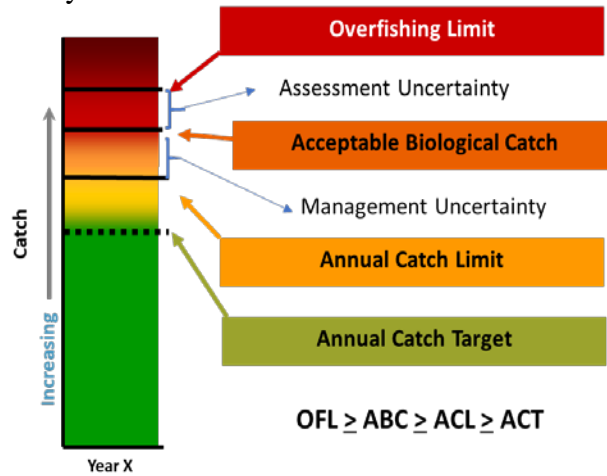 Overfishing Limit
Assessment Uncertainty
Acceptable Biological Catch
Management Uncertainty
Annual Catch Limit
Annual Catch Target
OFL ≥ ABC ≥ ACL ≥ ACT
Catch
Increasing
Year X